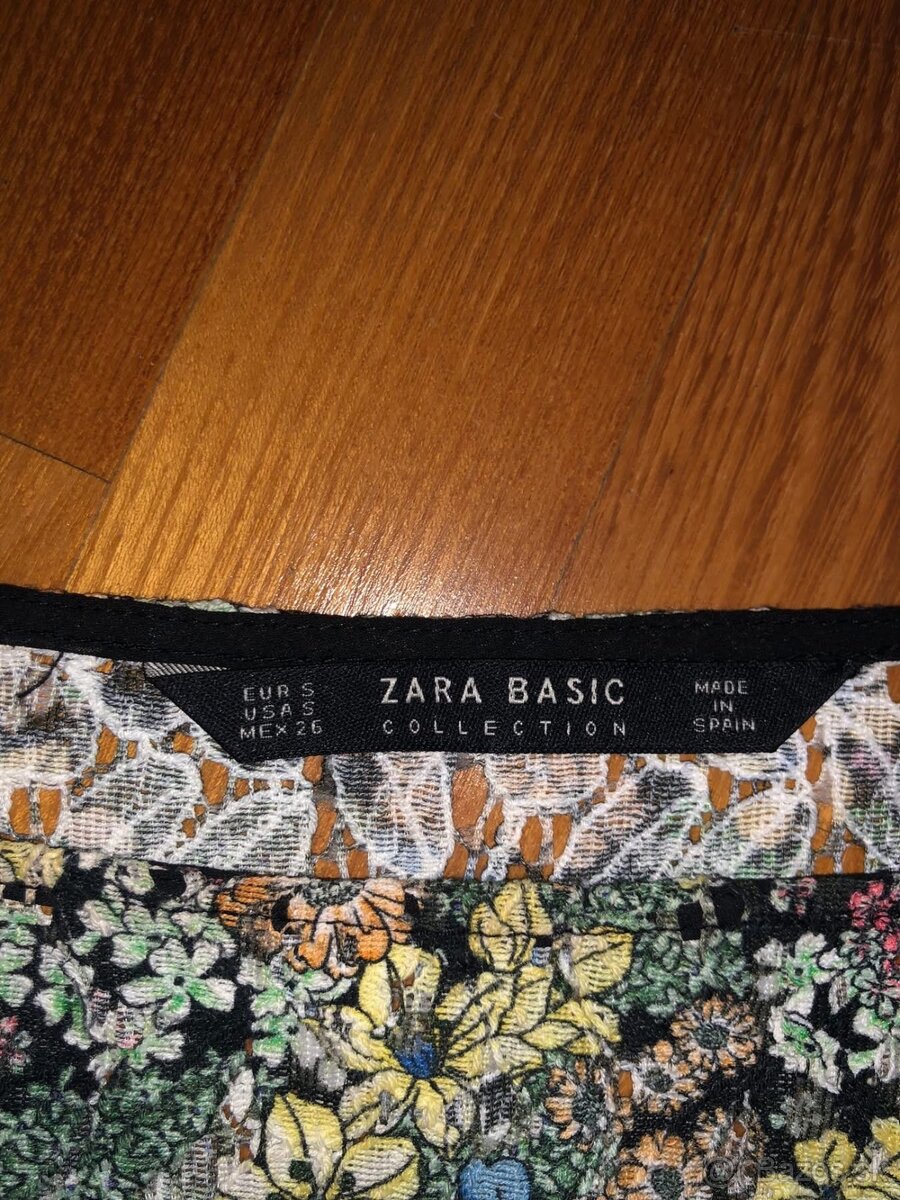 EUR S
USA S
MEX 26
ZARA BASIC
COLLECTION
MADE
IN
SPAIN